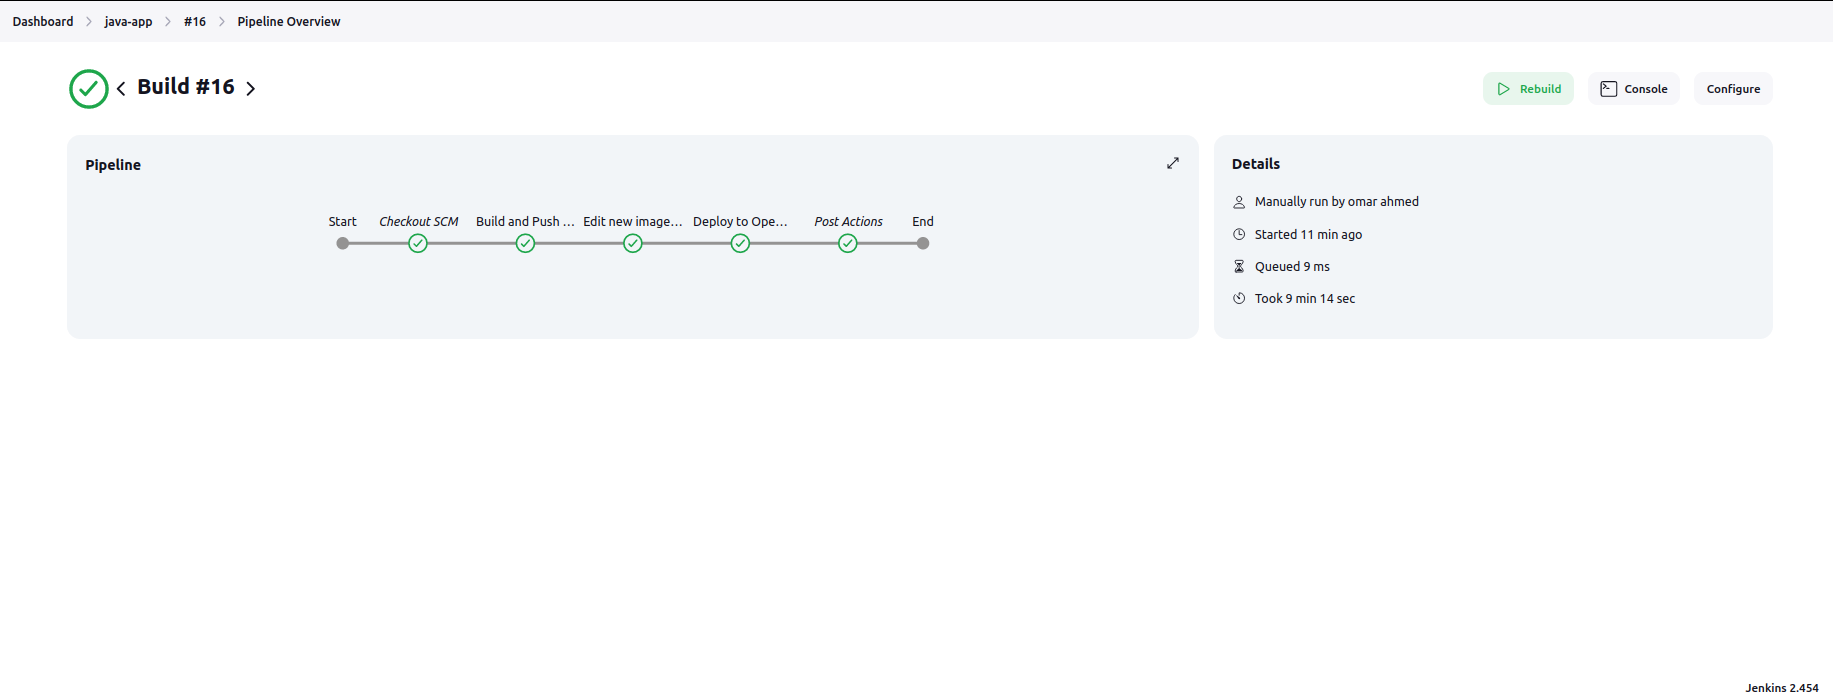 Dashboard > java-app > #16 > Pipeline Overview
Build #16
Rebuild
Console
Configure
Pipeline
Start Checkout SCM Build and Push ... Edit new image... Deploy to Ope... Post Actions End
Details
Manually run by omar ahmed
Started 11 min ago
Queued 9 ms
Took 9 min 14 sec
Jenkins 2.454